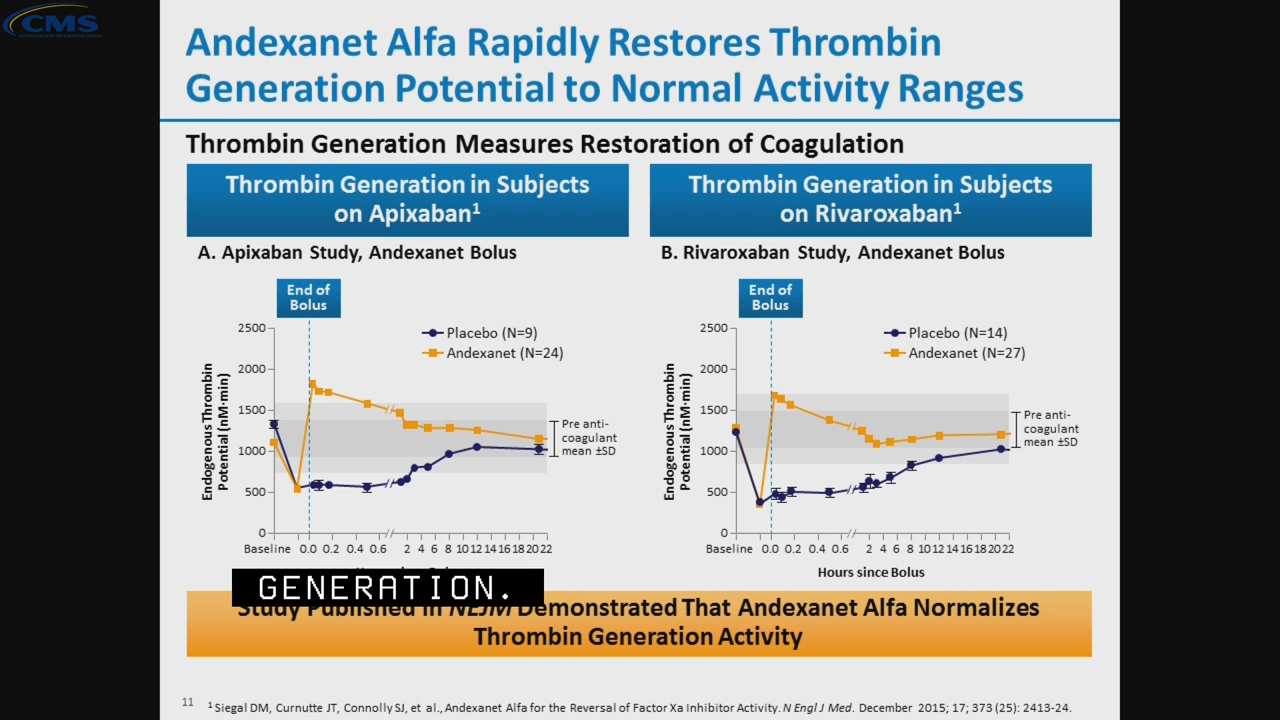 CMS
Andexanet Alfa Rapidly Restores Thrombin
Generation Potential to Normal Activity Ranges
Thrombin Generation Measures Restoration of Coagulation
Thrombin Generation in Subjects
on Apixaban1
A. Apixaban Study, Andexanet Bolus
End of
Bolus
Placebo (N=9)
Andexanet (N=24)
Endogenous Thrombin
Potential (nM·min)
2500
2000
1500
1000
500
0
Pre anti-
coagulant
mean ±SD
Baseline 0.0 0.2 0.4 0.6 // 2 4 6 8 10 12 14 16 18 20 22
Thrombin Generation in Subjects
on Rivaroxaban1
B. Rivaroxaban Study, Andexanet Bolus
End of
Bolus
Placebo (N=14)
Andexanet (N=27)
Endogenous Thrombin
Potential (nM·min)
2500
2000
1500
1000
500
0
Pre anti-
coagulant
mean ±SD
Baseline 0.0 0.2 0.4 0.6 // 2 4 6 8 10 12 14 16 18 20 22
Hours since Bolus
GENERATION.
Study Published in NEJM Demonstrated That Andexanet Alfa Normalizes
Thrombin Generation Activity
11
1 Siegal DM, Curnutte JT, Connolly SJ, et al., Andexanet Alfa for the Reversal of Factor Xa Inhibitor Activity. N Engl J Med. December 2015; 17; 373 (25): 2413-24.